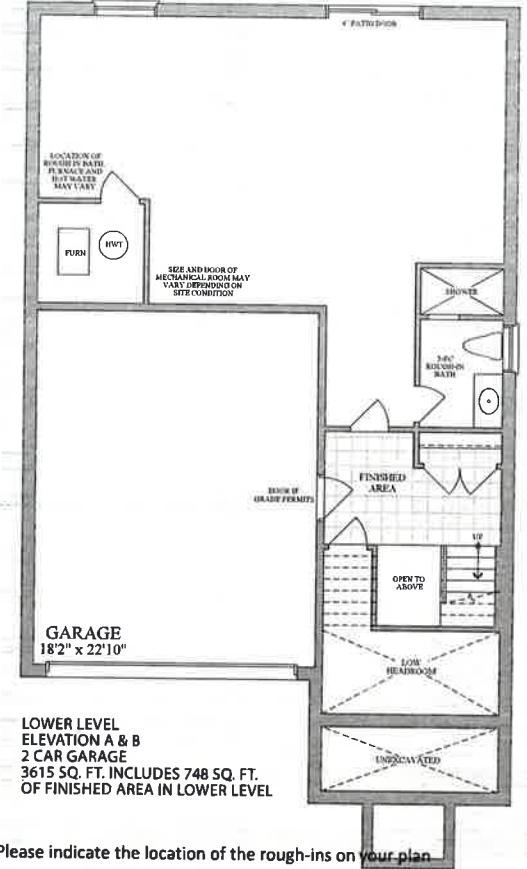 6' PATIO DOOR
LOCATION OF
ROUGH IN BATH,
FURNACE AND
HOT WATER
MAY VARY
FURN
HWT
SIZE AND DOOR OF
MECHANICAL ROOM MAY
VARY DEPENDING ON
SITE CONDITION
SHOWER
3-PC
ROUGH-IN
BATH
FINISHED
AREA
DOOR IF
GRADE PERMITS
UP
OPEN TO
ABOVE
GARAGE
18'2" x 22'10"
LOW
HEADROOM
LOWER LEVEL
ELEVATION A & B
2 CAR GARAGE
3615 SQ. FT. INCLUDES 748 SQ. FT.
OF FINISHED AREA IN LOWER LEVEL
UNEXCAVATED
Please indicate the location of the rough-ins on your plan